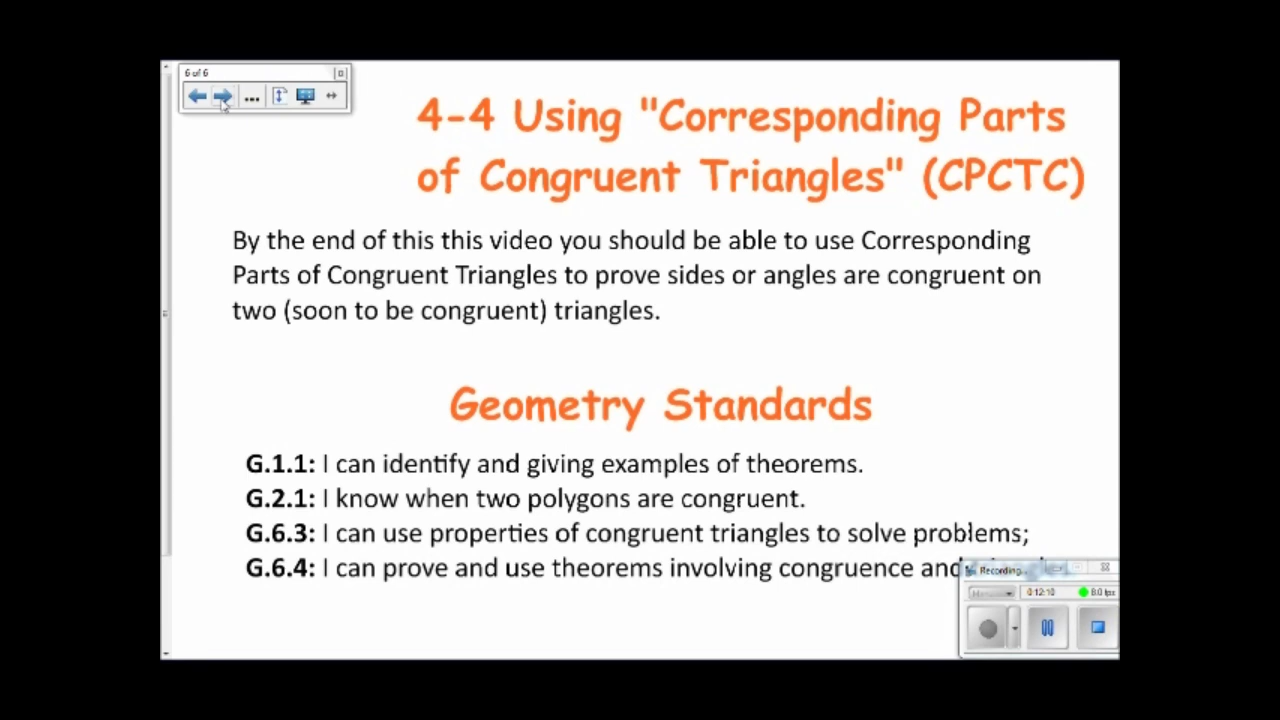 6 of 6
4-4 Using "Corresponding Parts
of Congruent Triangles" (CPCTC)
By the end of this this video you should be able to use Corresponding
Parts of Congruent Triangles to prove sides or angles are congruent on
two (soon to be congruent) triangles.
Geometry Standards
G.1.1: I can identify and giving examples of theorems.
G.2.1: I know when two polygons are congruent.
G.6.3: I can use properties of congruent triangles to solve problems;
G.6.4: I can prove and use theorems involving congruence and
Recording...
0:12:10 8.0 fps